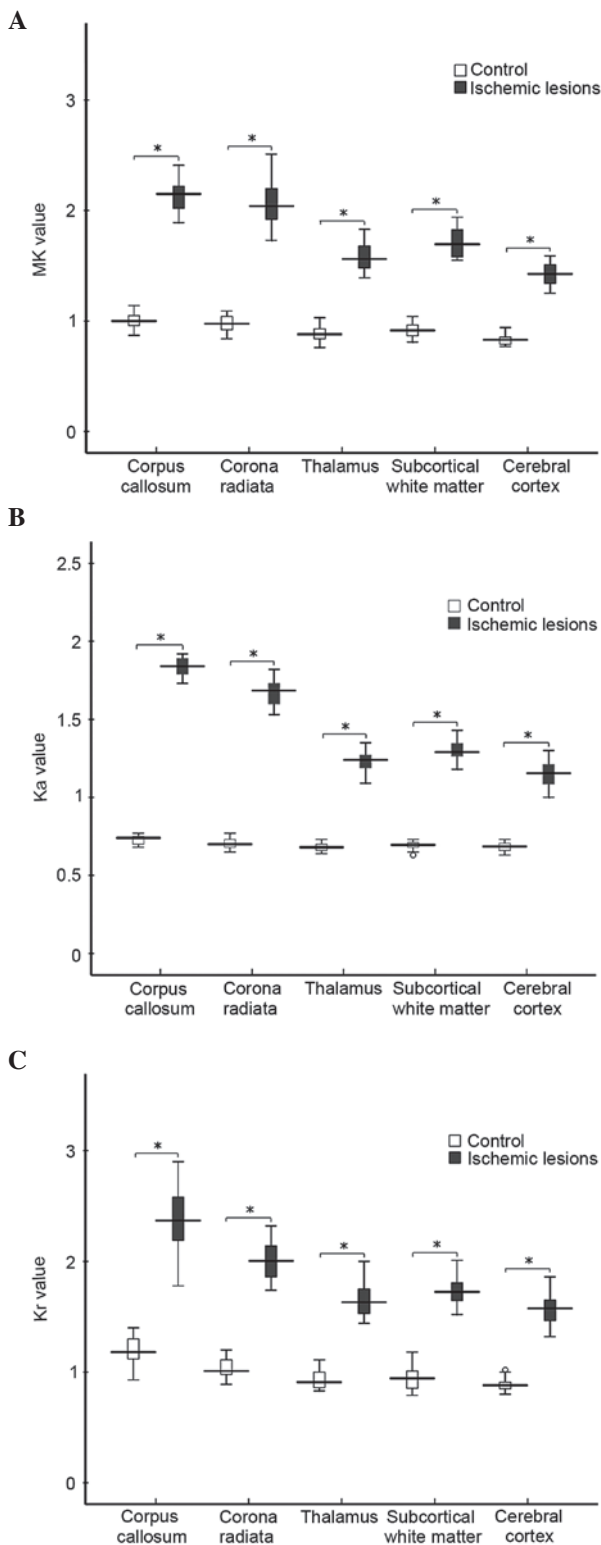 A
3
2
1
0
MK value
Control
Ischemic lesions
*
*
*
*
*
Corpus
callosum
Corona
radiata
Thalamus
Subcortical
white matter
Cerebral
cortex
B
2.5
2
1.5
1
0.5
0
Ka value
Control
Ischemic lesions
*
*
*
*
*
Corpus
callosum
Corona
radiata
Thalamus
Subcortical
white matter
Cerebral
cortex
C
3
2
1
0
Kr value
Control
Ischemic lesions
*
*
*
*
*
Corpus
callosum
Corona
radiata
Thalamus
Subcortical
white matter
Cerebral
cortex